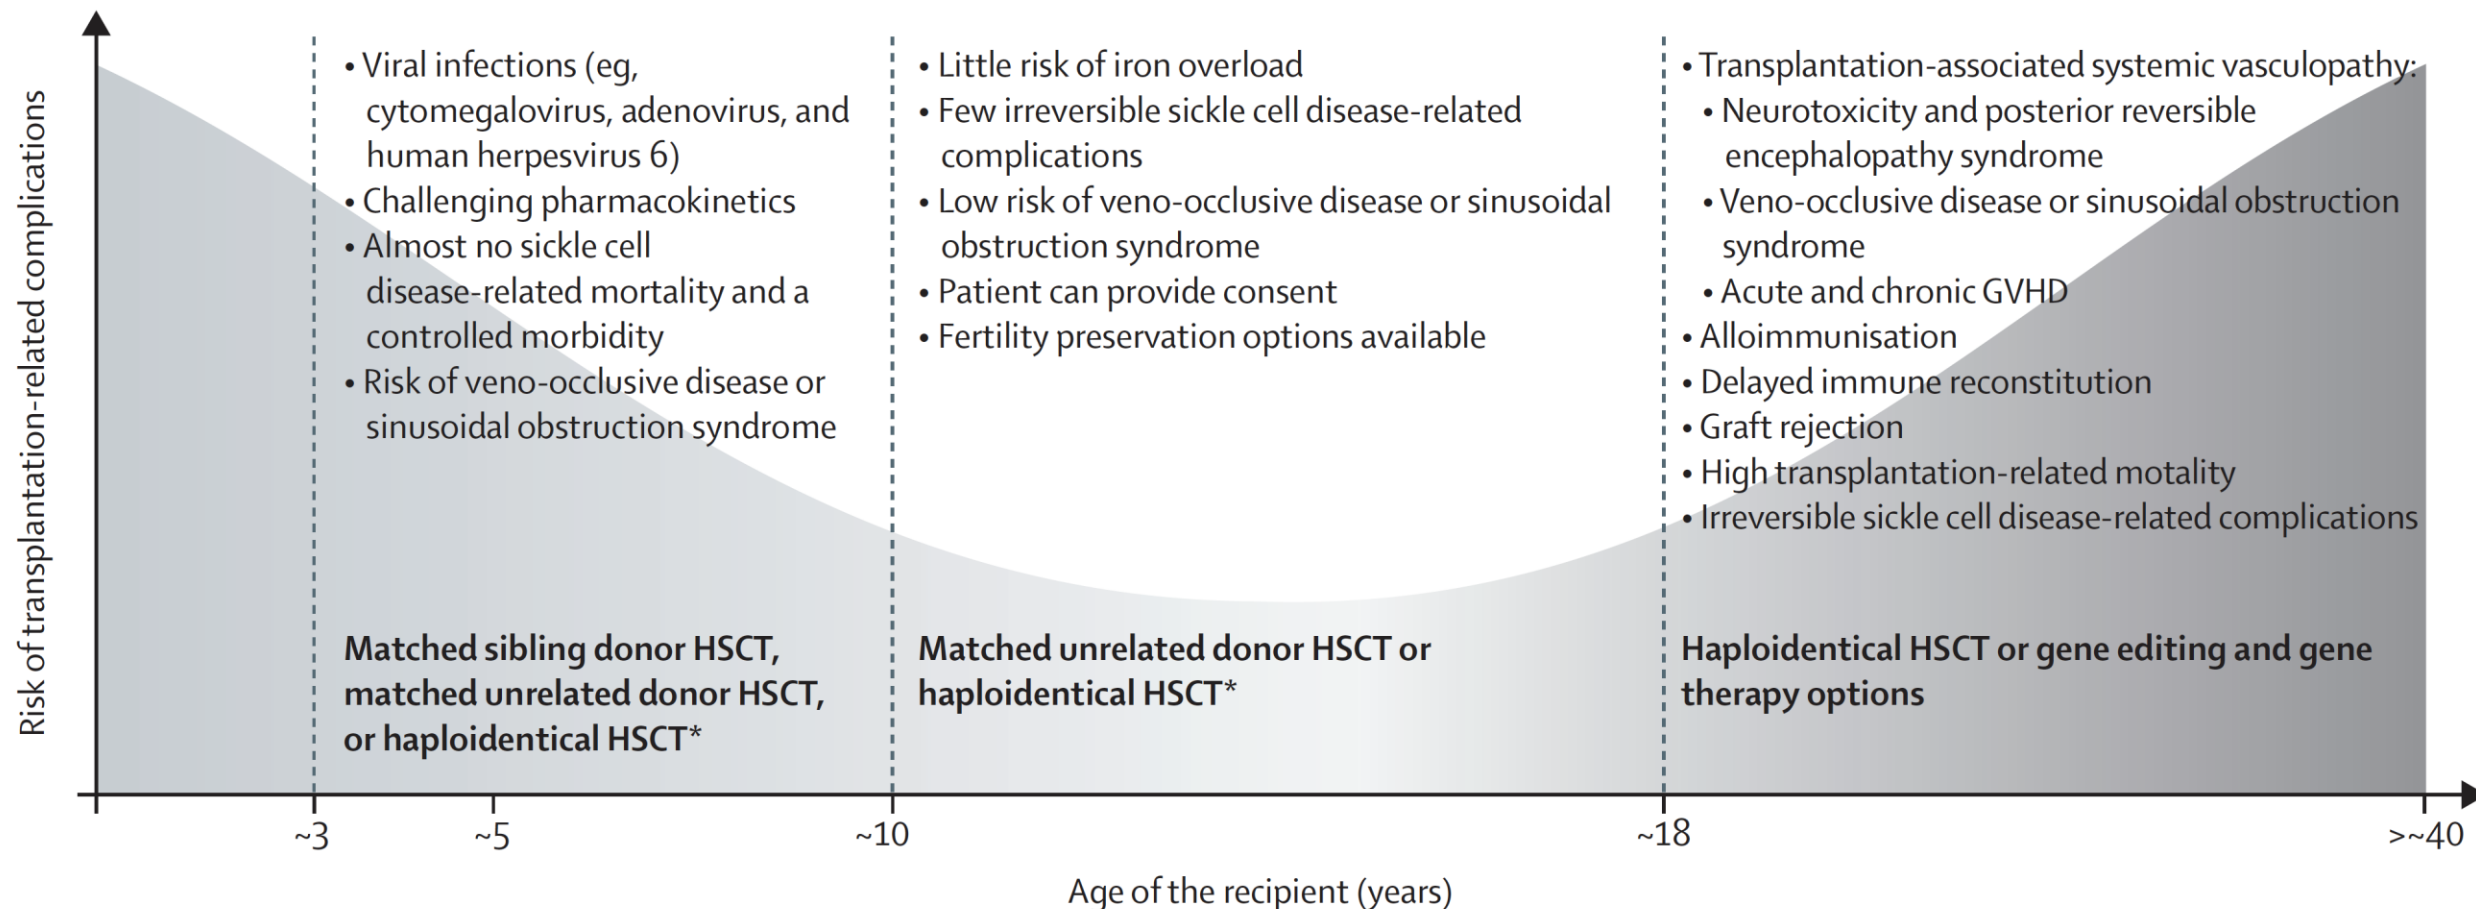 Risk of transplantation-related complications
• Viral infections (eg,
cytomegalovirus, adenovirus, and
human herpesvirus 6)
• Challenging pharmacokinetics
• Almost no sickle cell
disease-related mortality and a
controlled morbidity
• Risk of veno-occlusive disease or
sinusoidal obstruction syndrome
Matched sibling donor HSCT,
matched unrelated donor HSCT,
or haploidentical HSCT*
• Little risk of iron overload
• Few irreversible sickle cell disease-related
complications
• Low risk of veno-occlusive disease or sinusoidal
obstruction syndrome
• Patient can provide consent
• Fertility preservation options available
Matched unrelated donor HSCT or
haploidentical HSCT*
• Transplantation-associated systemic vasculopathy:
• Neurotoxicity and posterior reversible
encephalopathy syndrome
• Veno-occlusive disease or sinusoidal obstruction
syndrome
• Acute and chronic GVHD
• Alloimmunisation
• Delayed immune reconstitution
• Graft rejection
• High transplantation-related motality
• Irreversible sickle cell disease-related complications
Haploidentical HSCT or gene editing and gene
therapy options
~3 ~5 ~10 ~18 >~40
Age of the recipient (years)